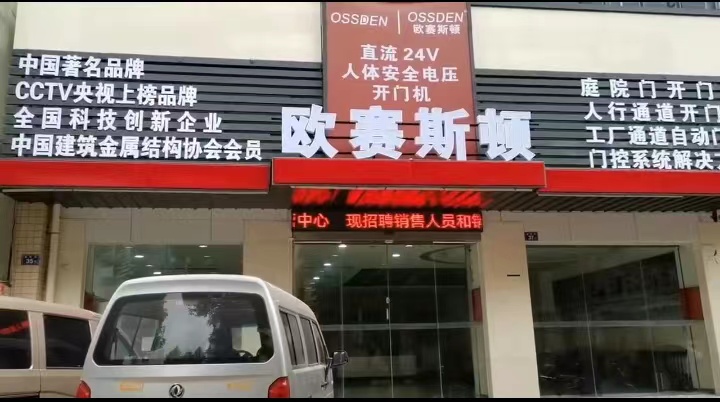 OSSDEN
OSSDEN®
欧赛斯顿
直流24V
人体安全电压
开门机
中国著名品牌
CCTV央视上榜品牌
全国科技创新企业
中国建筑金属结构协会会员
欧赛斯顿
庭院门开门
人行通道开门
工厂通道自动门
门控系统解决
中心 现招聘销售人员和销